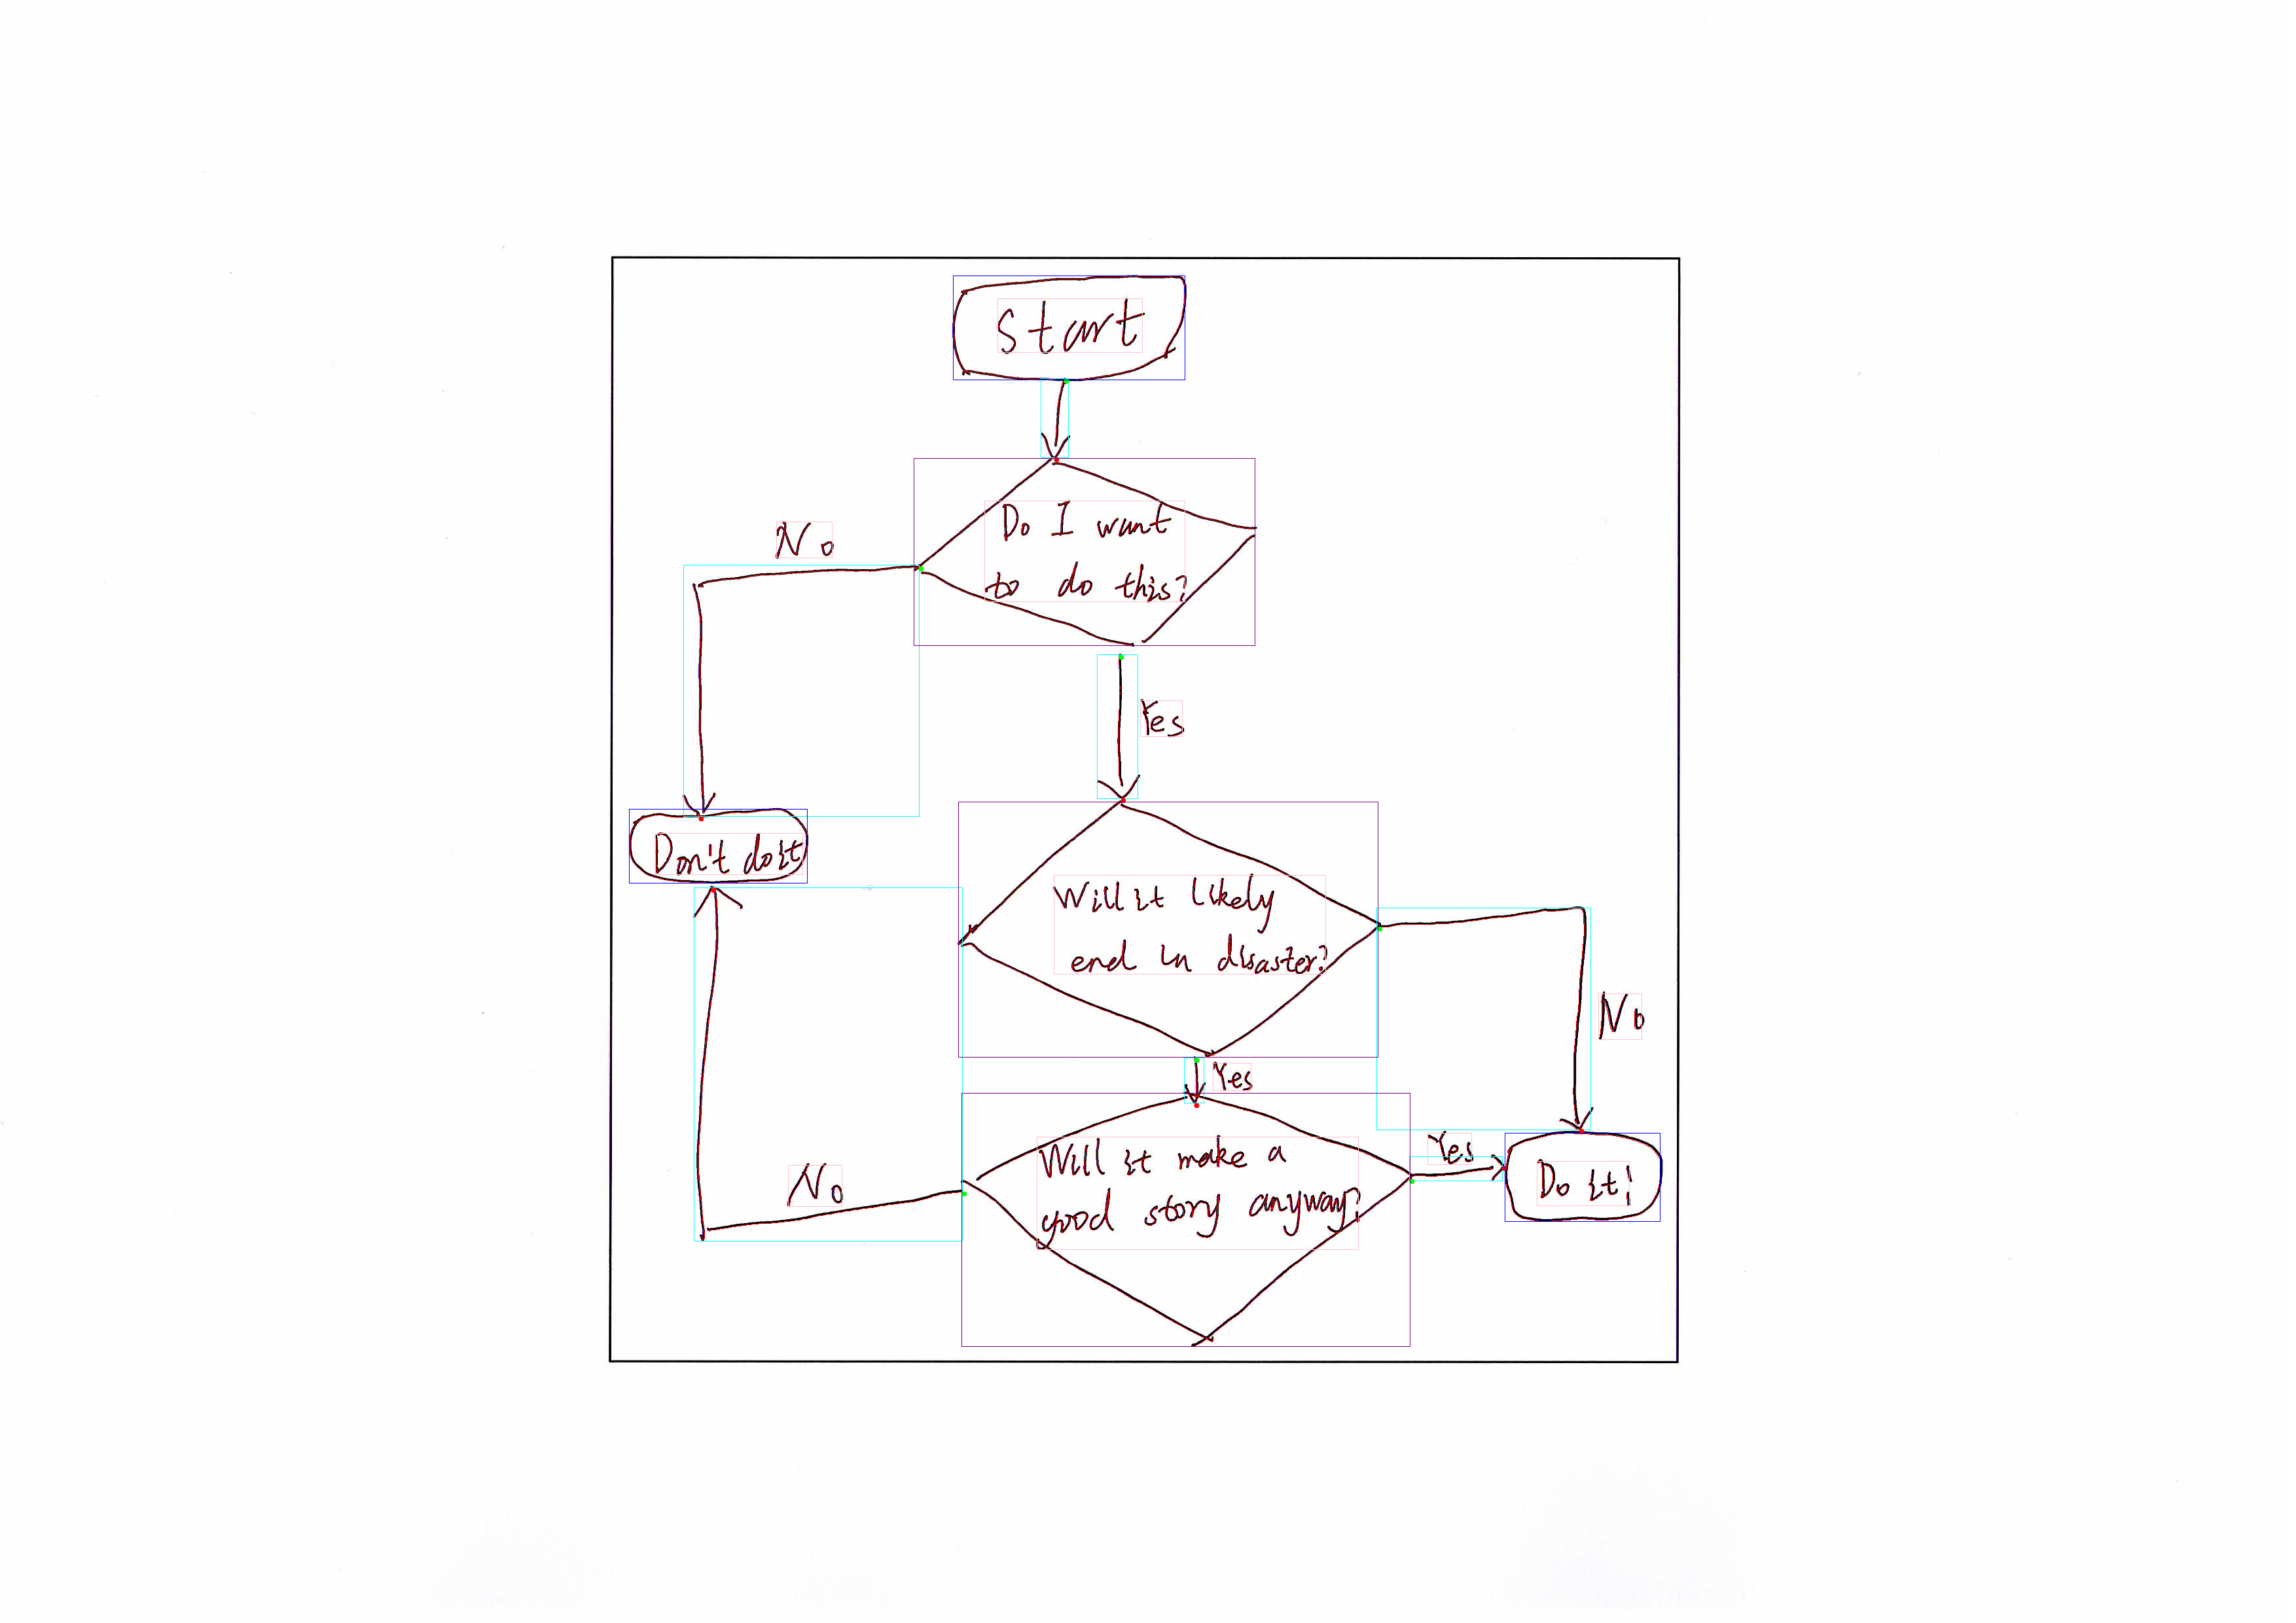 Start
Do I want
to do this?
No
Yes
Don't do it
Will it likely
end in disaster?
No
Yes
Will it make a
good story anyway?
Yes
Do it!
No